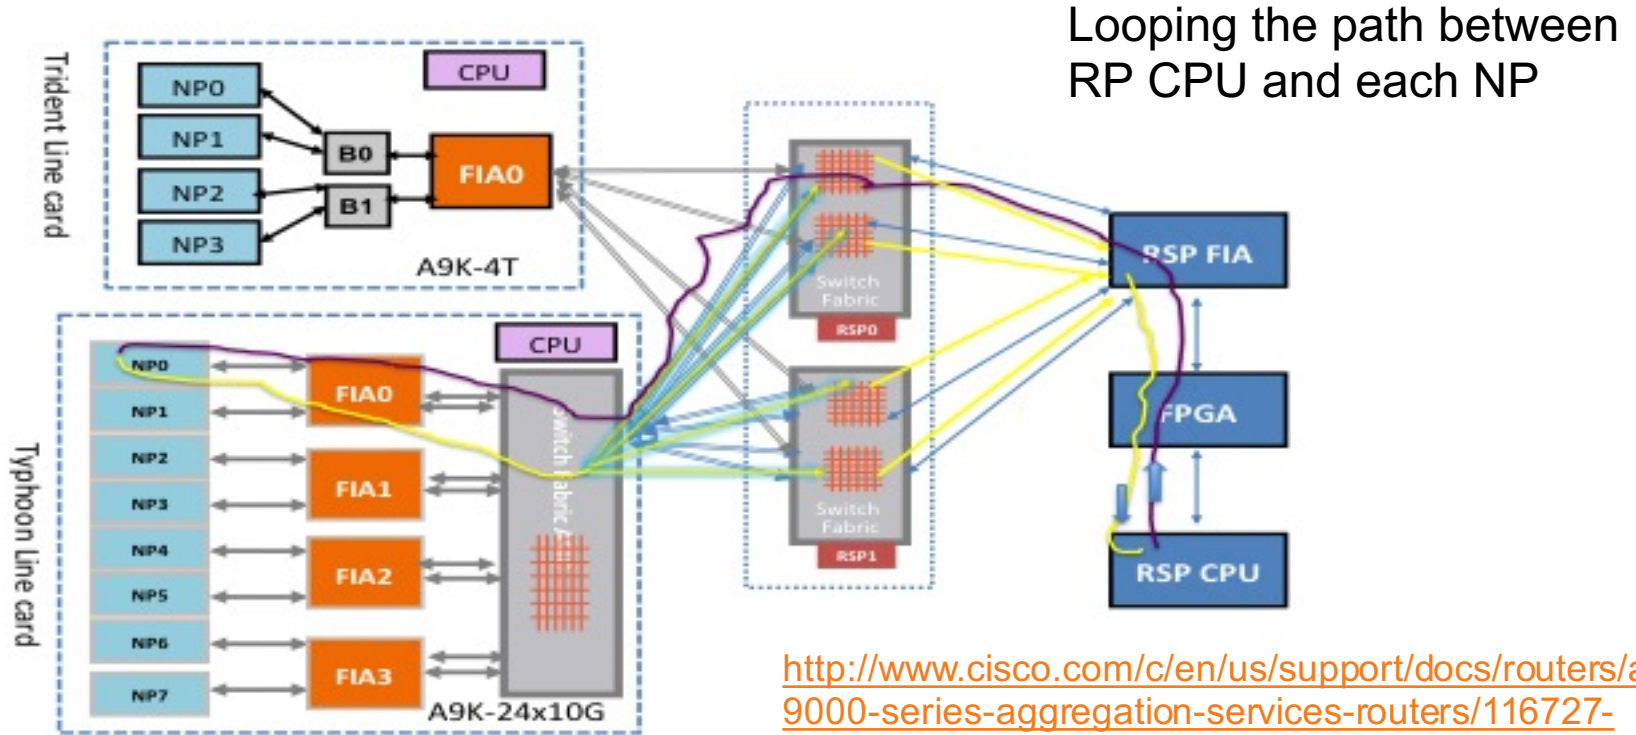 Looping the path between
RP CPU and each NP
Trident Line card
CPU
NP0
NP1
NP2
NP3
B0
B1
FIA0
A9K-4T
Typhoon Line card
CPU
NP0
NP1
NP2
NP3
NP4
NP5
NP6
NP7
FIA0
FIA1
FIA2
FIA3
Switch Fabric
A9K-24x10G
Switch
Fabric
RSP0
Switch
Fabric
RSP1
RSP FIA
FPGA
RSP CPU
http://www.cisco.com/c/en/us/support/docs/routers/a
9000-series-aggregation-services-routers/116727-